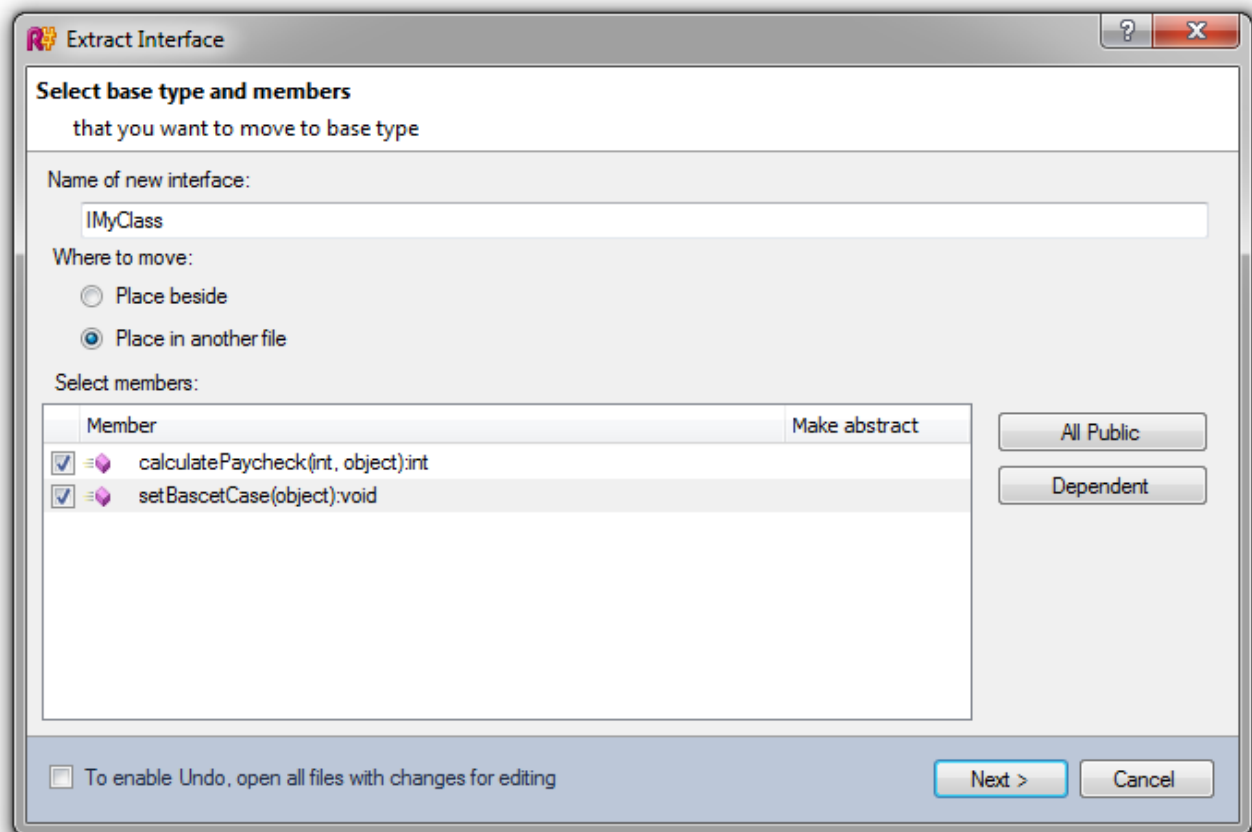 Extract Interface
Select base type and members
that you want to move to base type
Name of new interface:
IMyClass
Where to move:
Place beside
Place in another file
Select members:
Member Make abstract
calculatePaycheck(int, object):int
setBascetCase(object):void
All Public
Dependent
To enable Undo, open all files with changes for editing
Next > Cancel